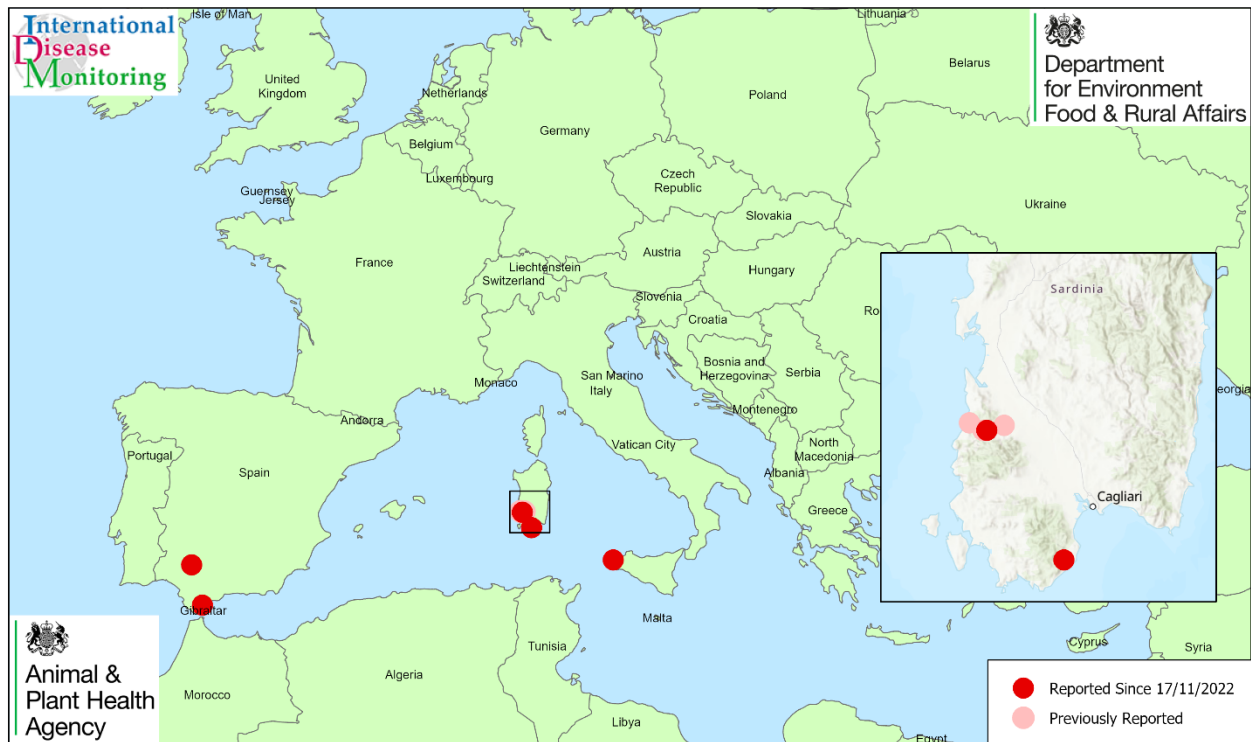 International
Disease
Monitoring
Isle of Man
Lithuania
Department
for Environment
Food & Rural Affairs
Belarus
United
Kingdom
Netherlands
Poland
Germany
Belgium
Luxembourg
Czech
Republic
Guernsey
Jersey
Ukraine
Slovakia
Austria
France
Liechtenstein
Switzerland
Hungary
Slovenia
Croatia
Ro
Bosnia and
Herzegovina
Serbia
San Marino
Italy
Monaco
Montenegro
Andorra
Vatican City
North
Macedonia
Albania
Portugal
Spain
Greece
Gibraltar
Malta
Tunisia
Algeria
Morocco
Libya
Egypt
Cyprus
Syria
eorgia
Sardinia
Cagliari
Animal &
Plant Health
Agency
Reported Since 17/11/2022
Previously Reported